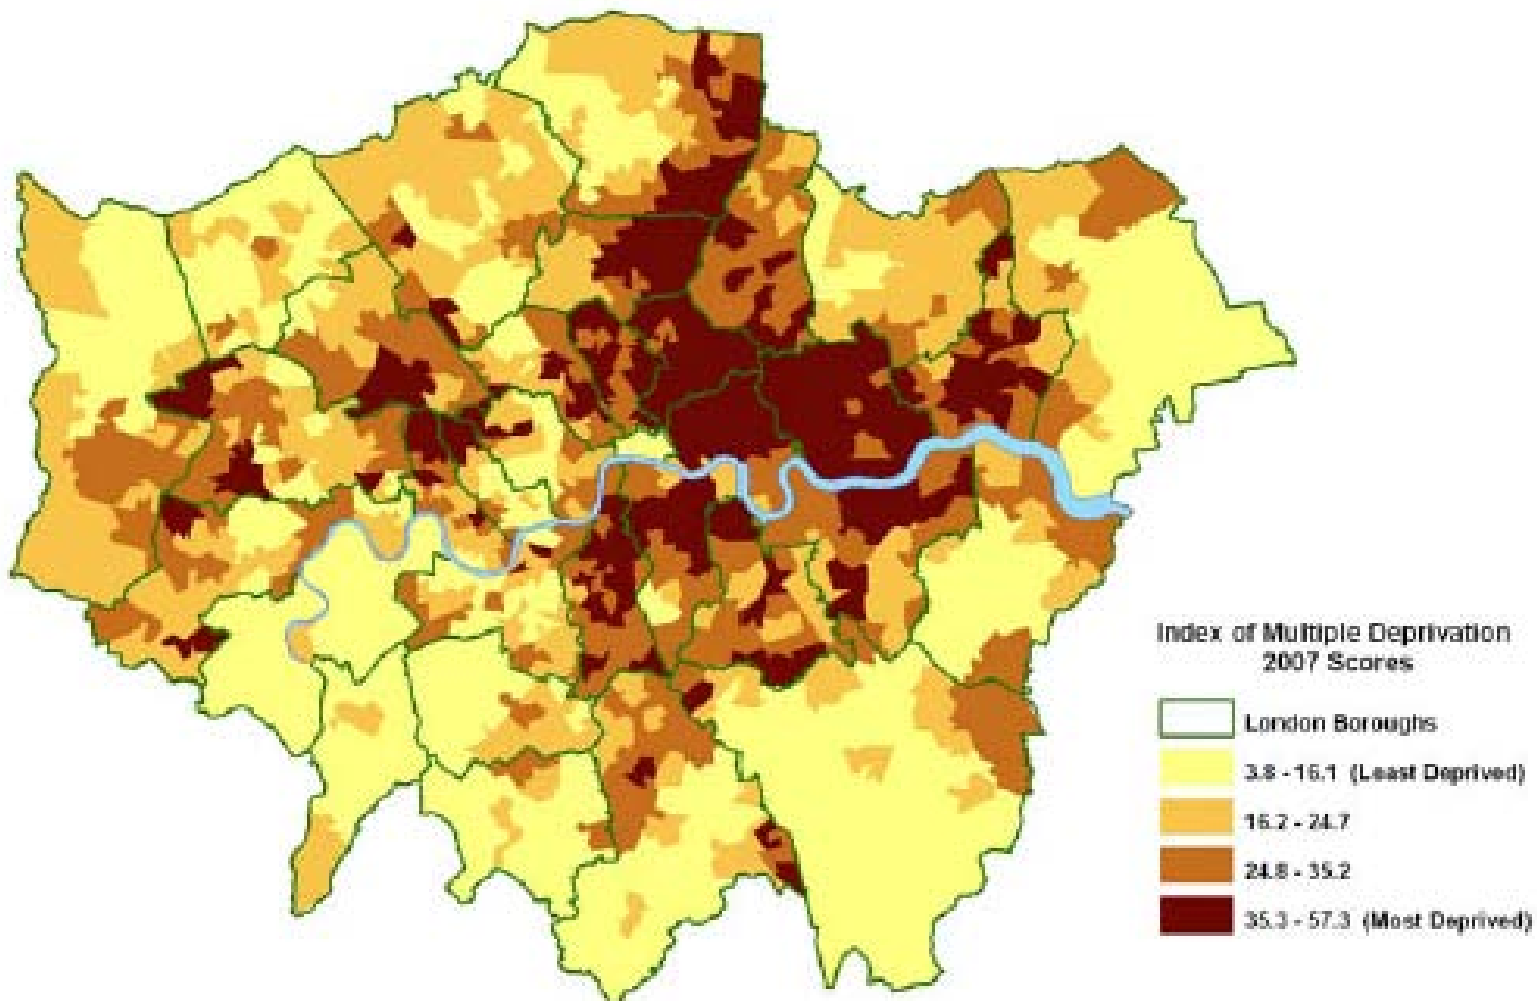 Index of Multiple Deprivation
2007 Scores
London Boroughs
3.8 - 16.1 (Least Deprived)
16.2 - 24.7
24.8 - 35.2
35.3 - 57.3 (Most Deprived)